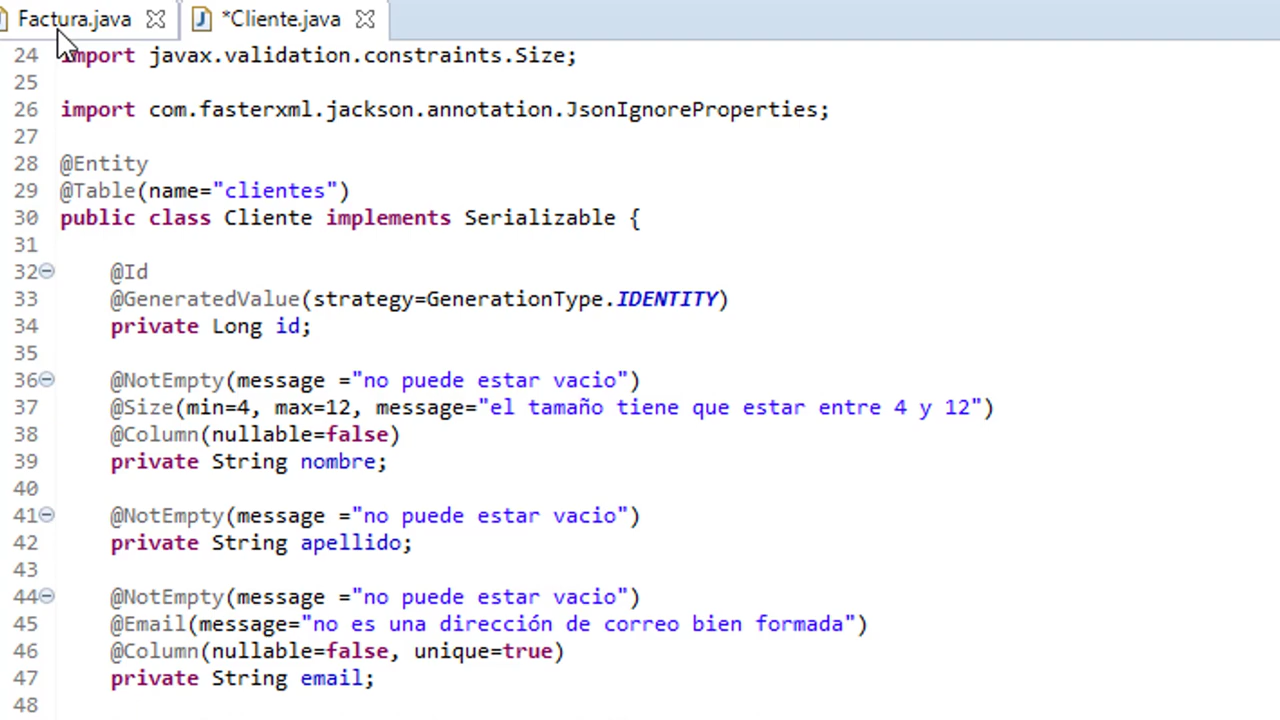 Factura.java *Cliente.java
24 import javax.validation.constraints.Size;
25
26 import com.fasterxml.jackson.annotation.JsonIgnoreProperties;
27
28 @Entity
29 @Table(name="clientes")
30 public class Cliente implements Serializable {
31
32 @Id
33 @GeneratedValue(strategy=GenerationType.IDENTITY)
34 private Long id;
35
36 @NotEmpty(message ="no puede estar vacio")
37 @Size(min=4, max=12, message="el tamaño tiene que estar entre 4 y 12")
38 @Column(nullable=false)
39 private String nombre;
40
41 @NotEmpty(message ="no puede estar vacio")
42 private String apellido;
43
44 @NotEmpty(message ="no puede estar vacio")
45 @Email(message="no es una dirección de correo bien formada")
46 @Column(nullable=false, unique=true)
47 private String email;
48